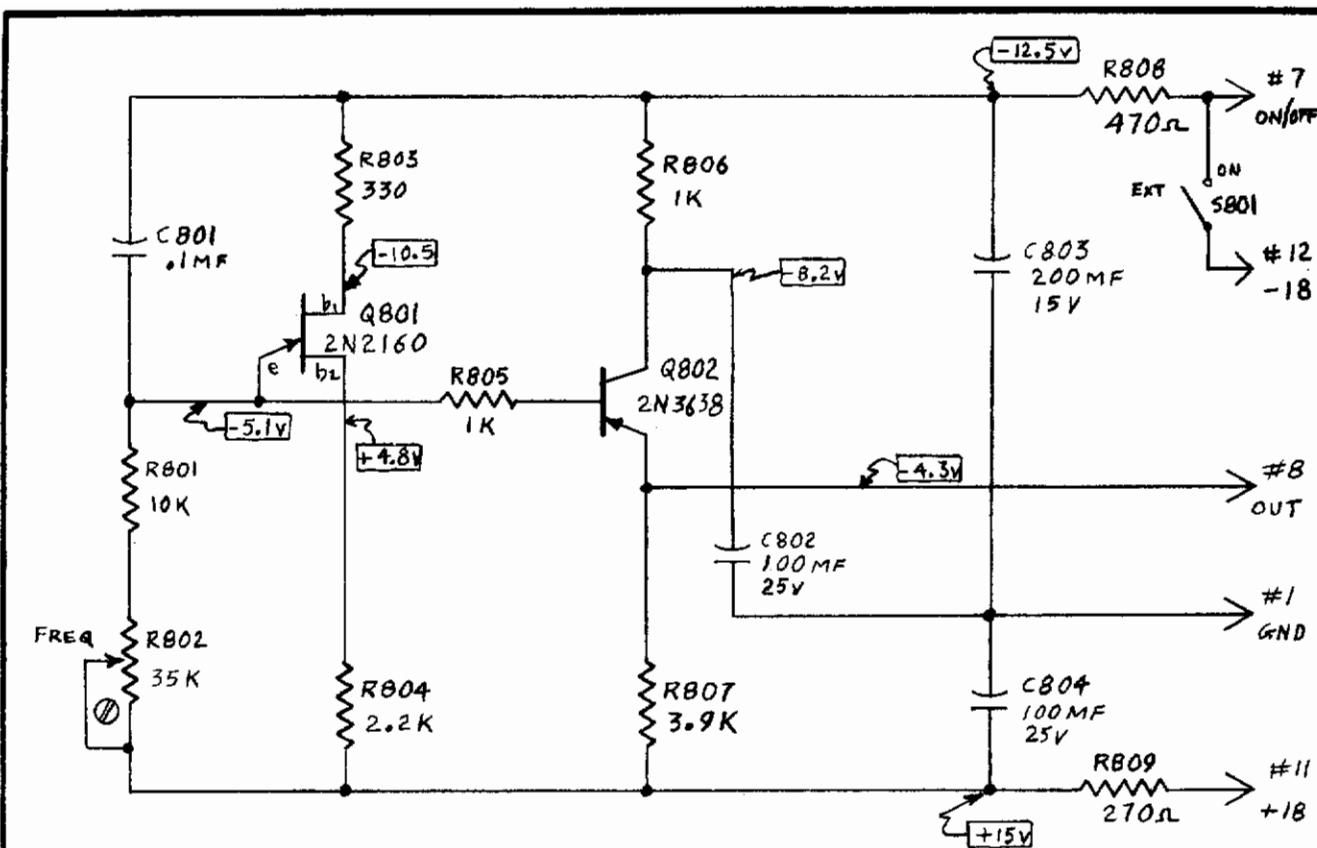 -12.5v
R808
470Ω
#7
ON/OFF
R803
330
R806
1K
ON
EXT
S801
C801
.1MF
-10.5
-8.2v
C803
200MF
15V
#12
-18
b1
Q801
2N2160
e
b2
R805
1K
Q802
2N3638
-5.1v
+4.8v
R801
10K
-4.3v
#8
OUT
C802
100MF
25V
#1
GND
FREQ
R802
35K
R804
2.2K
R807
3.9K
C804
100MF
25V
R809
270Ω
#11
+18
+15v